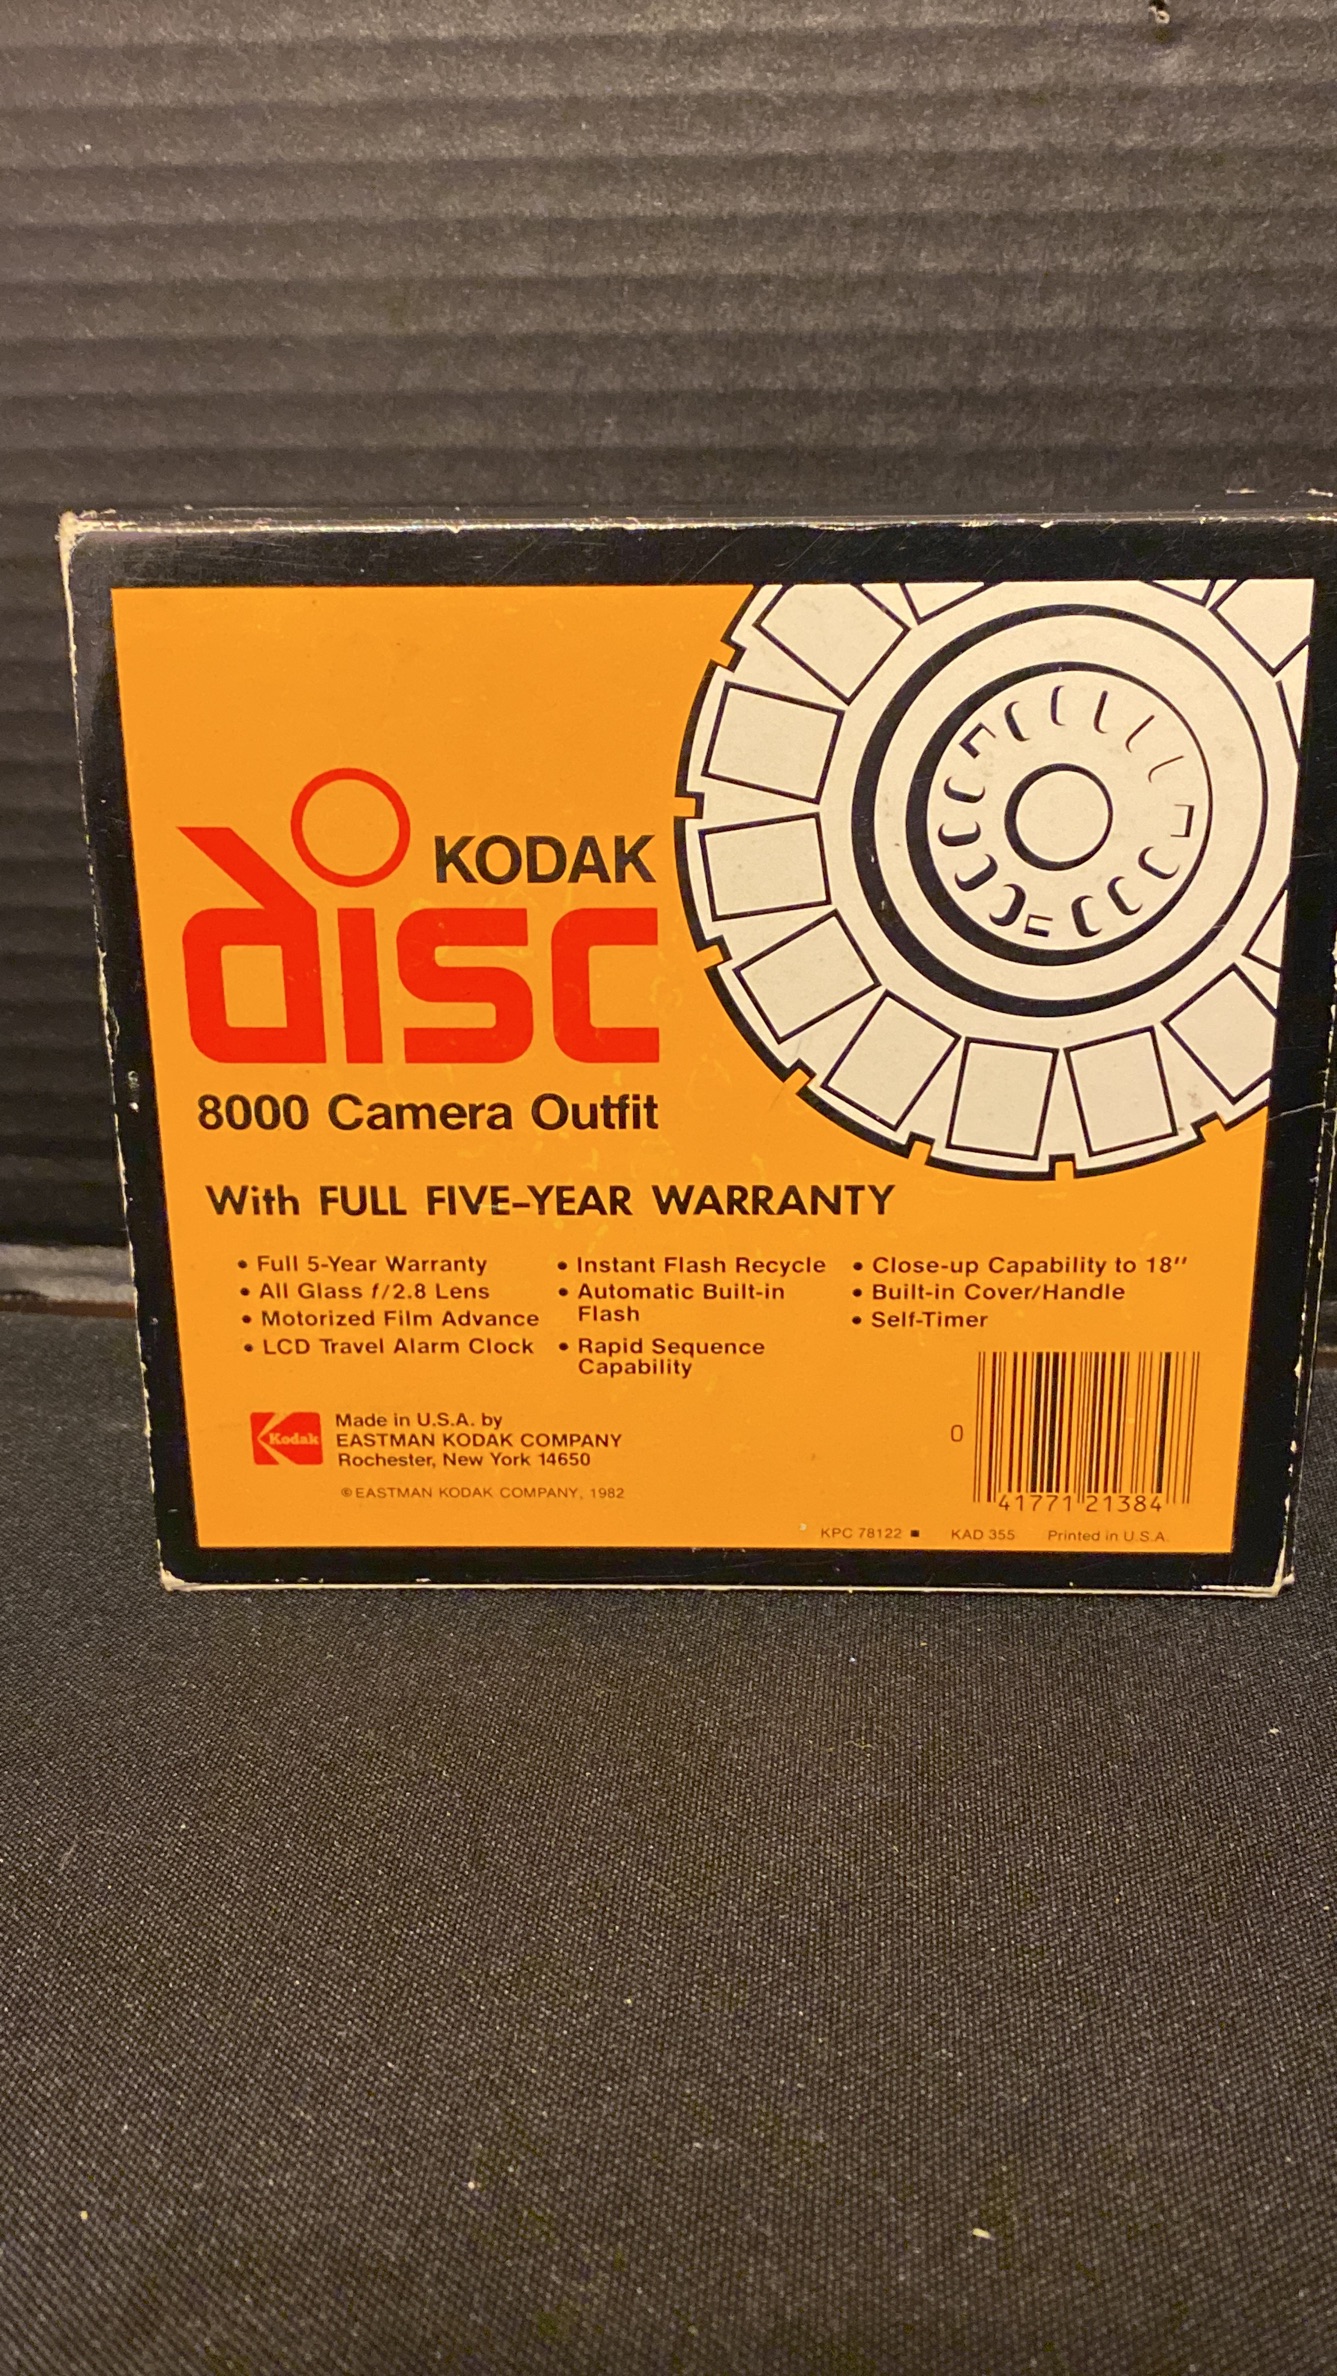 KODAK
disc
8000 Camera Outfit
With FULL FIVE-YEAR WARRANTY
• Full 5-Year Warranty
• All Glass f/2.8 Lens
• Motorized Film Advance
• LCD Travel Alarm Clock
• Instant Flash Recycle
• Automatic Built-in
Flash
• Rapid Sequence
Capability
• Close-up Capability to 18"
• Built-in Cover/Handle
• Self-Timer
Kodak
Made in U.S.A. by
EASTMAN KODAK COMPANY
Rochester, New York 14650
© EASTMAN KODAK COMPANY, 1982
0 41771 21384
KPC 78122 ■ KAD 355 Printed in U.S.A.